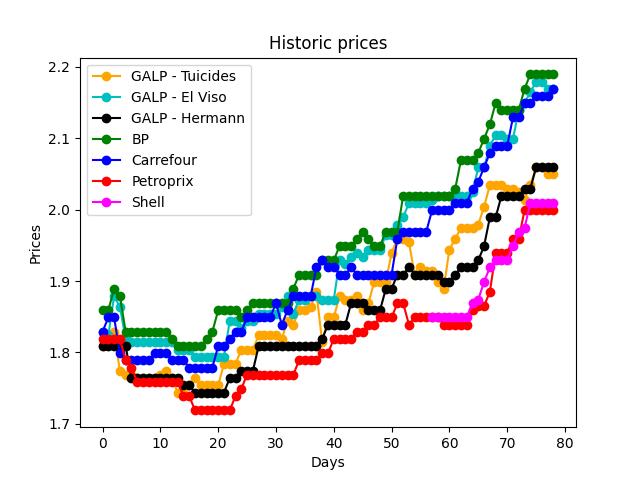 Historic prices
2.2
2.1
2.0
1.9
1.8
1.7
Prices
GALP - Tuicides
GALP - El Viso
GALP - Hermann
BP
Carrefour
Petroprix
Shell
0 10 20 30 40 50 60 70 80
Days